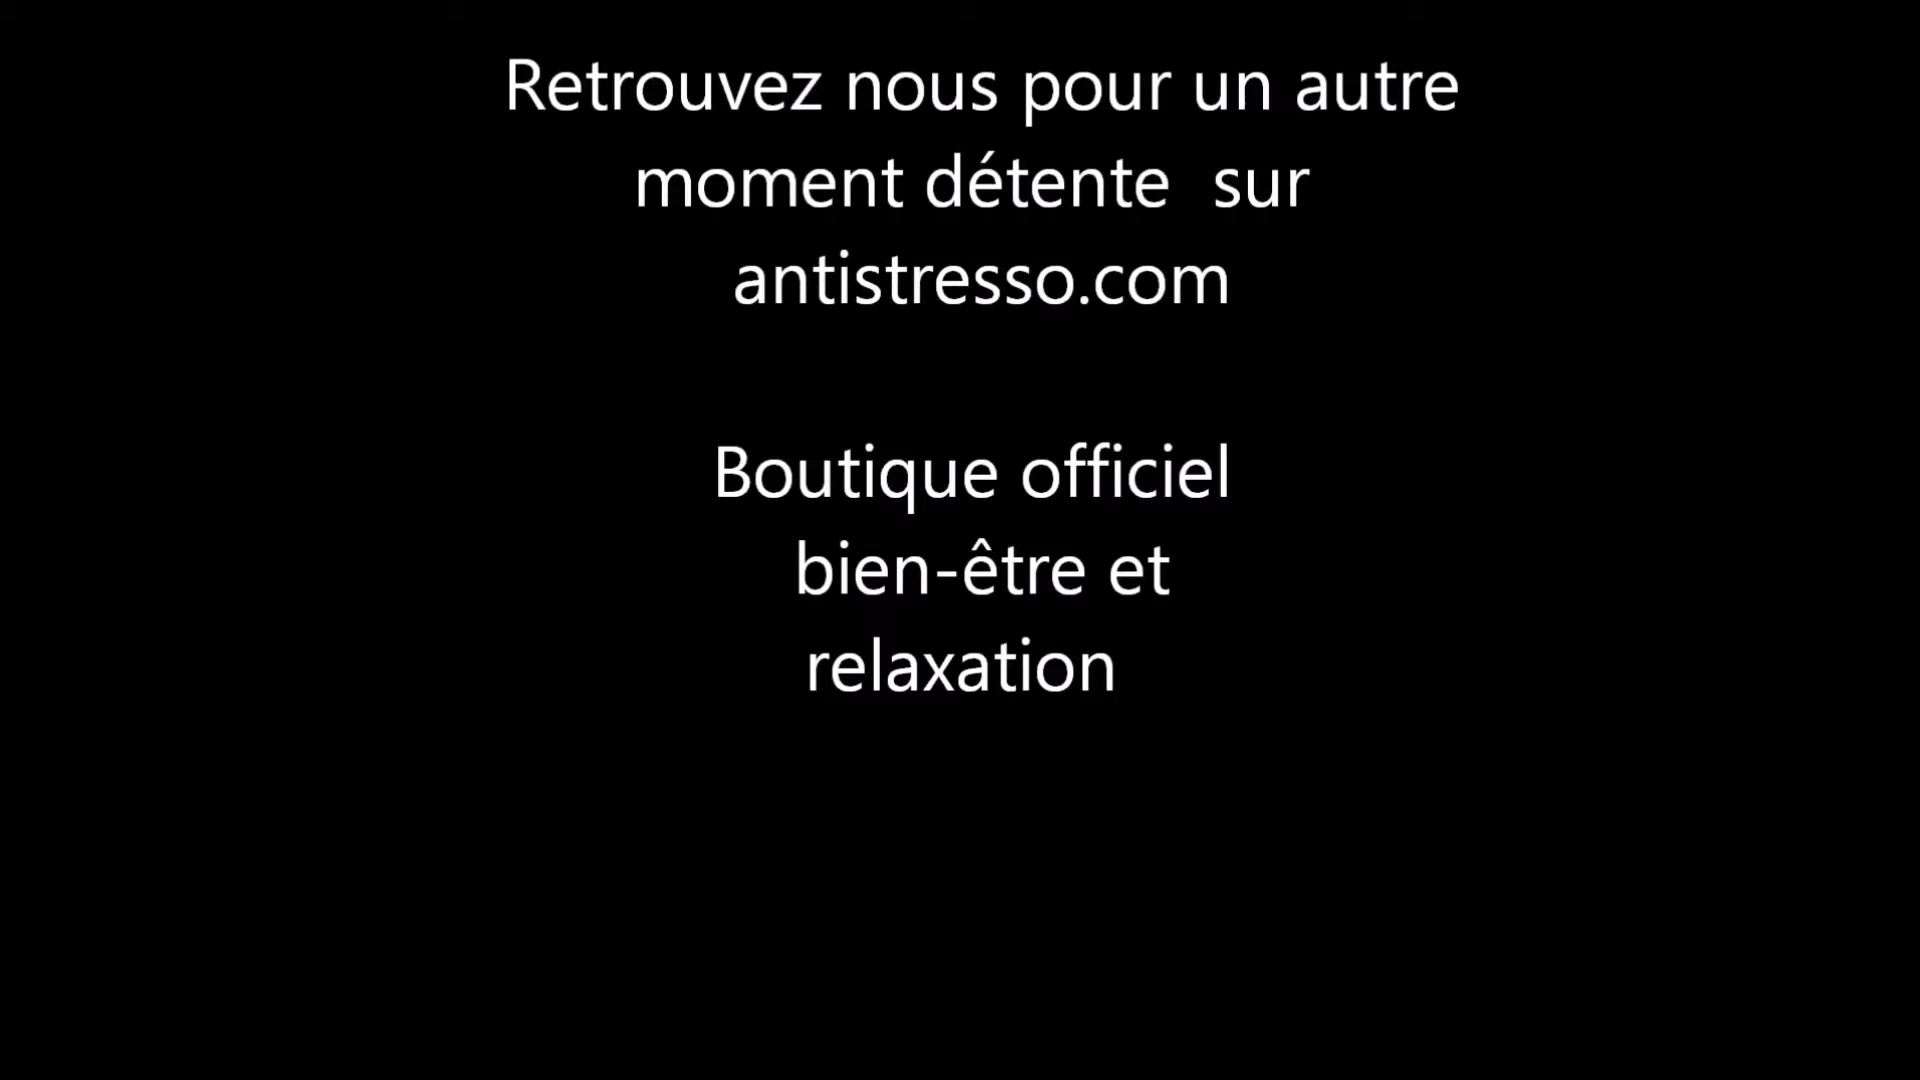 Retrouvez nous pour un autre
moment détente  sur
antistresso.com
Boutique officiel
bien-être et
relaxation